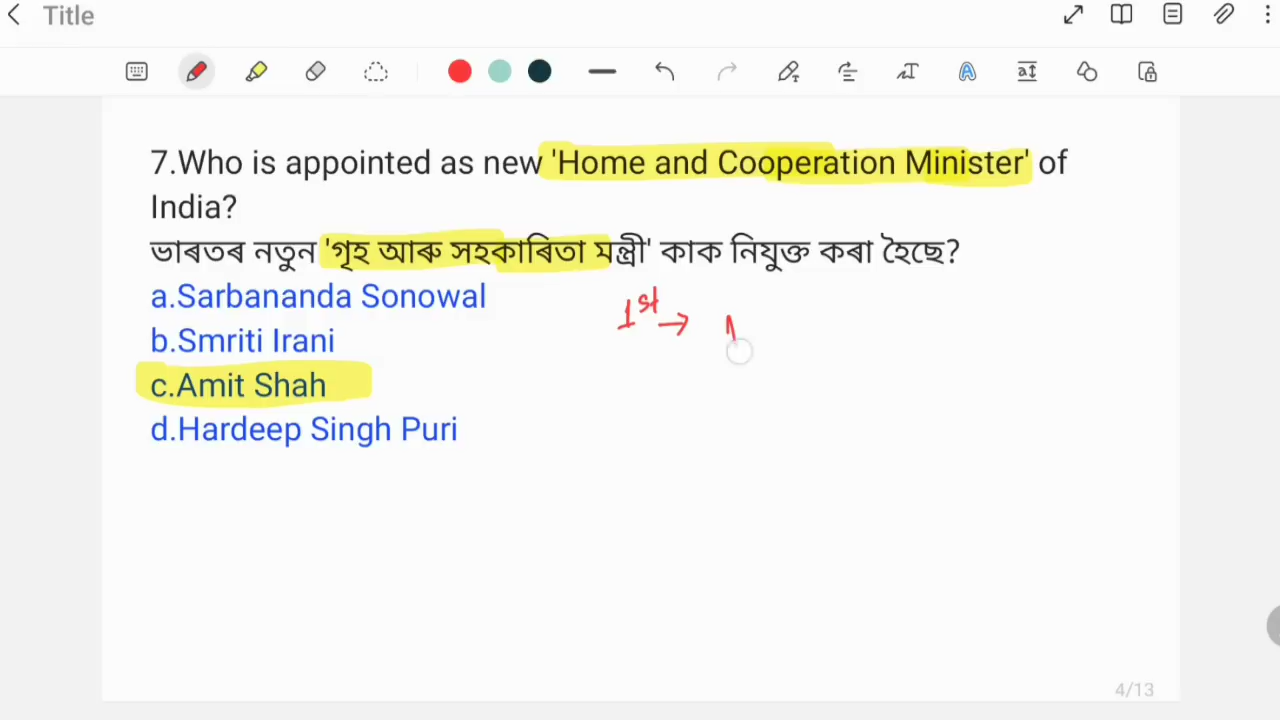 Title
7.Who is appointed as new 'Home and Cooperation Minister' of
India?
ভাৰতৰ নতুন 'গৃহ আৰু সহকাৰিতা মন্ত্ৰী' কাক নিযুক্ত কৰা হৈছে?
a.Sarbananda Sonowal
1st →
b.Smriti Irani
c.Amit Shah
d.Hardeep Singh Puri
4/13